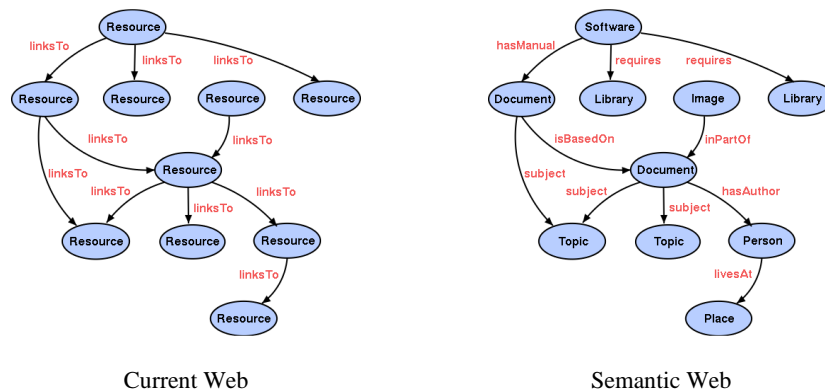 Resource
linksTo
linksTo
linksTo
Resource
Resource
Resource
Resource
linksTo
linksTo
Resource
linksTo
linksTo
linksTo
linksTo
Resource
Resource
Resource
linksTo
Resource
Current Web
Software
hasManual
requires
requires
Document
Library
Image
Library
isBasedOn
inPartOf
Document
subject
subject
subject
hasAuthor
Topic
Topic
Person
livesAt
Place
Semantic Web